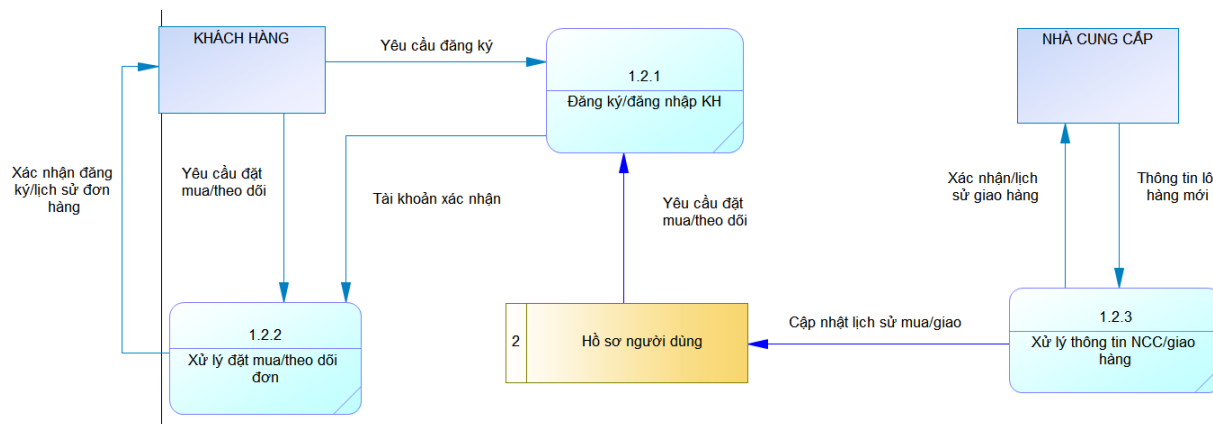 KHÁCH HÀNG
Yêu cầu đăng ký
1.2.1
Đăng ký/đăng nhập KH
NHÀ CUNG CẤP
Xác nhận đăng
ký/lịch sử đơn
hàng
Yêu cầu đặt
mua/theo dõi
Tài khoản xác nhận
Yêu cầu đặt
mua/theo dõi
Xác nhận/lịch
sử giao hàng
Thông tin lô
hàng mới
1.2.2
Xử lý đặt mua/theo dõi
đơn
2
Hồ sơ người dùng
Cập nhật lịch sử mua/giao
1.2.3
Xử lý thông tin NCC/giao
hàng